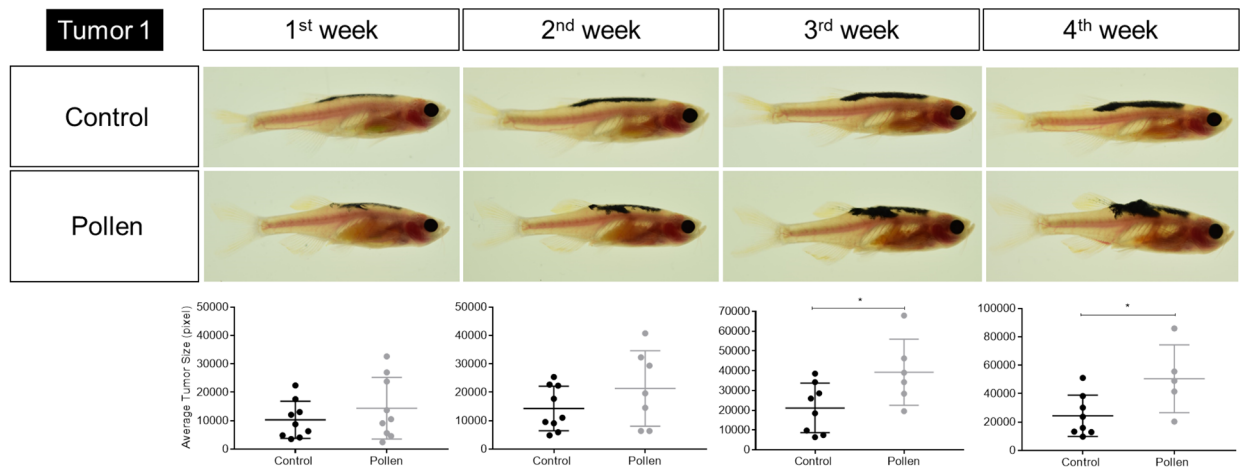 Tumor 1
1st week
2nd week
3rd week
4th week
Control
Pollen
Average Tumor Size (pixel)
50000
40000
30000
20000
10000
0
Control
Pollen
50000
40000
30000
20000
10000
0
Control
Pollen
70000
60000
50000
40000
30000
20000
10000
0
*
Control
Pollen
100000
80000
60000
40000
20000
0
*
Control
Pollen